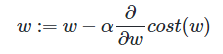 w := w − α ∂/∂w cost(w)